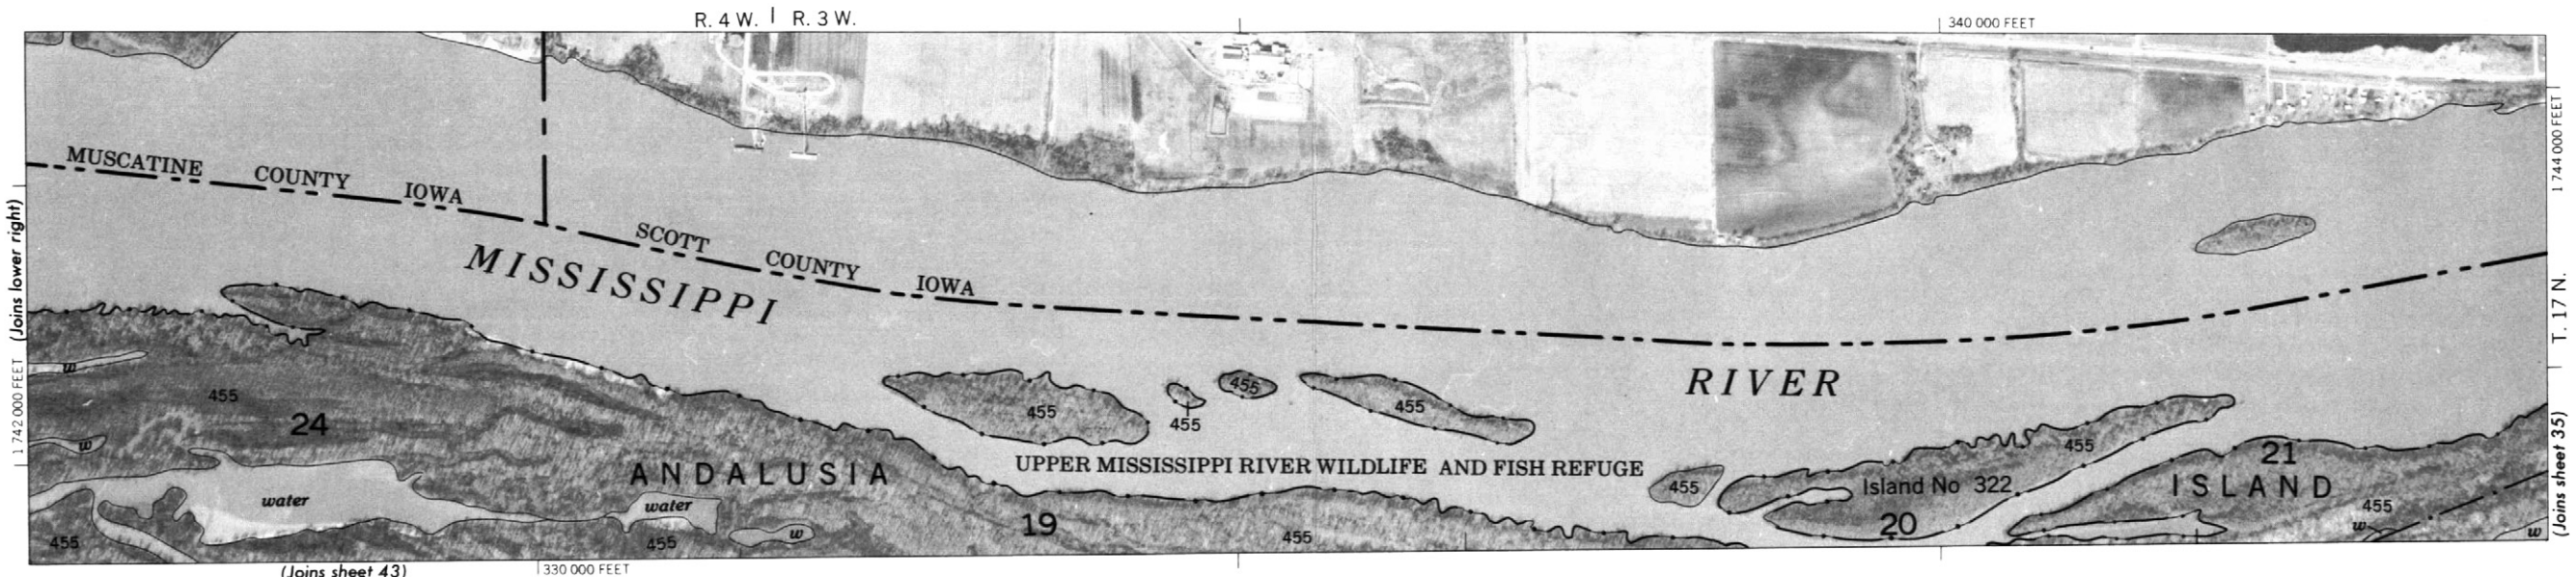 R. 4 W. | R. 3 W.
340 000 FEET
1 744 000 FEET
MUSCATINE COUNTY IOWA
(Joins lower right)
SCOTT COUNTY IOWA
MISSISSIPPI
T. 17 N.
1 742 000 FEET
w
455
RIVER
455
455
455
455
24
455
(Joins sheet 35)
w
ANDALUSIA
UPPER MISSISSIPPI RIVER WILDLIFE AND FISH REFUGE
21
455
Island No 322
ISLAND
water
water
455
19
20
w
w
w
455
455
455
(Joins sheet 43)
330 000 FEET